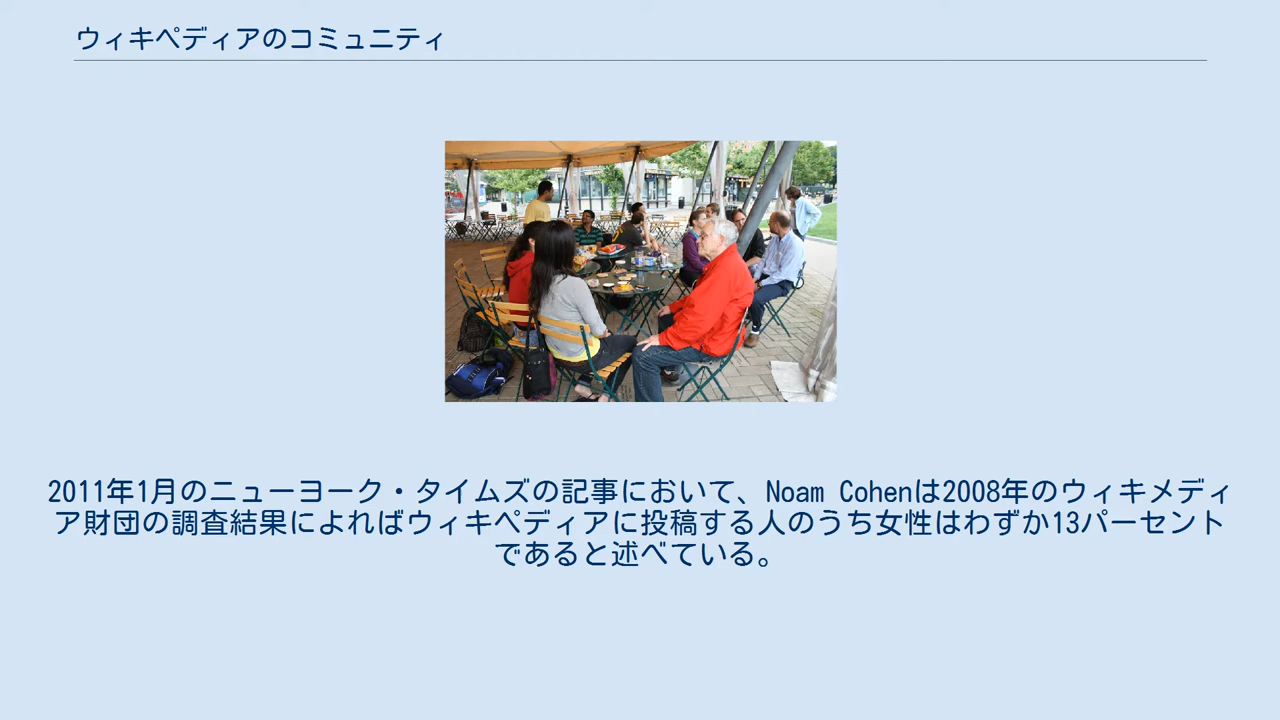 ウィキペディアのコミュニティ
2011年1月のニューヨーク・タイムズの記事において、Noam Cohenは2008年のウィキメディ
ア財団の調査結果によればウィキペディアに投稿する人のうち女性はわずか13パーセント
であると述べている。